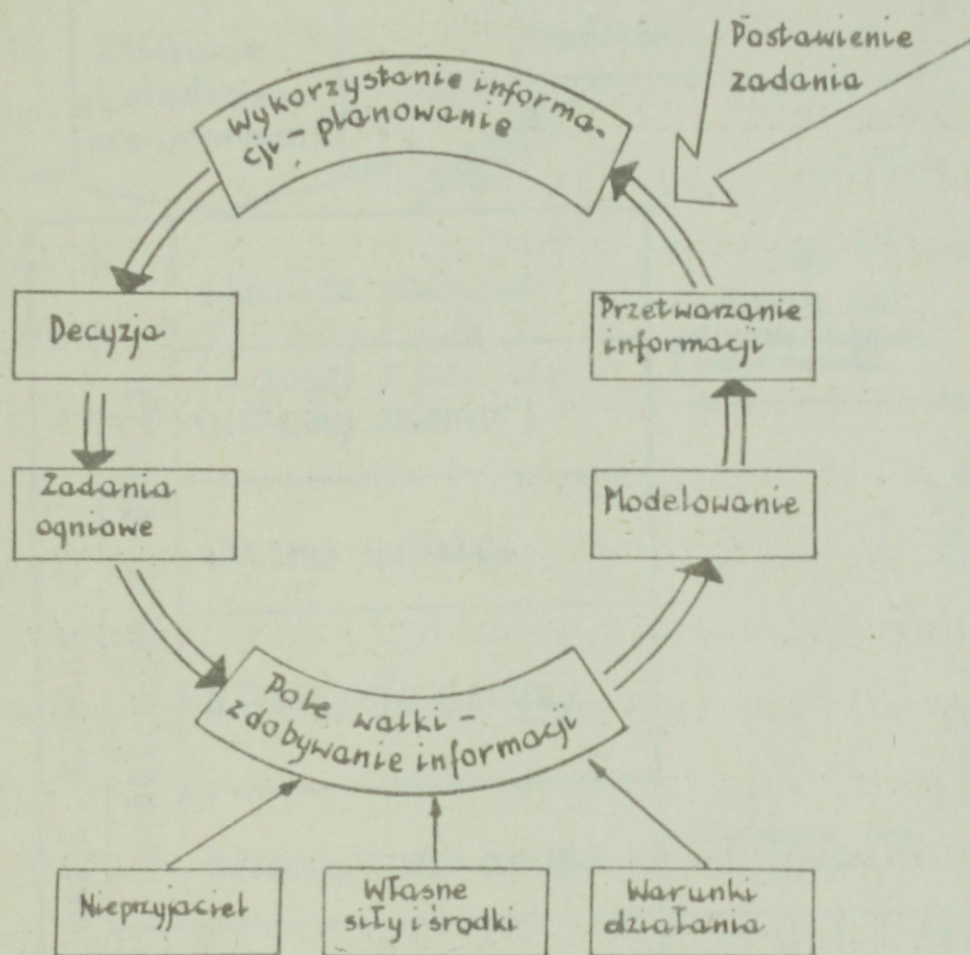 Postawienie
zadania
Wykorzystanie informa-
cji - planowanie
Decyzja
Przetwarzanie
informacji
Zadania
ogniowe
Modelowanie
Pole walki -
zdobywanie informacji
Nieprzyjaciel
Własne
siły i środki
Warunki
działania